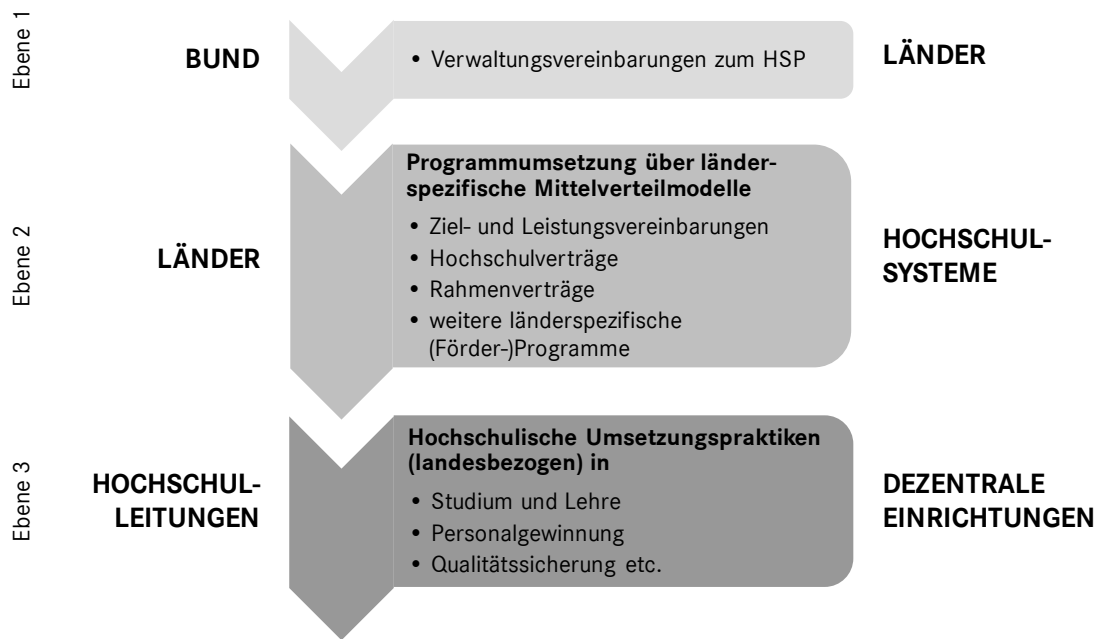 Ebene 1
BUND
• Verwaltungsvereinbarungen zum HSP
LÄNDER
Ebene 2
LÄNDER
Programmumsetzung über länder-
spezifische Mittelverteilmodelle
• Ziel- und Leistungsvereinbarungen
• Hochschulverträge
• Rahmenverträge
• weitere länderspezifische
(Förder-)Programme
HOCHSCHUL-
SYSTEME
Ebene 3
HOCHSCHUL-
LEITUNGEN
Hochschulische Umsetzungspraktiken
(landesbezogen) in
• Studium und Lehre
• Personalgewinnung
• Qualitätssicherung etc.
DEZENTRALE
EINRICHTUNGEN